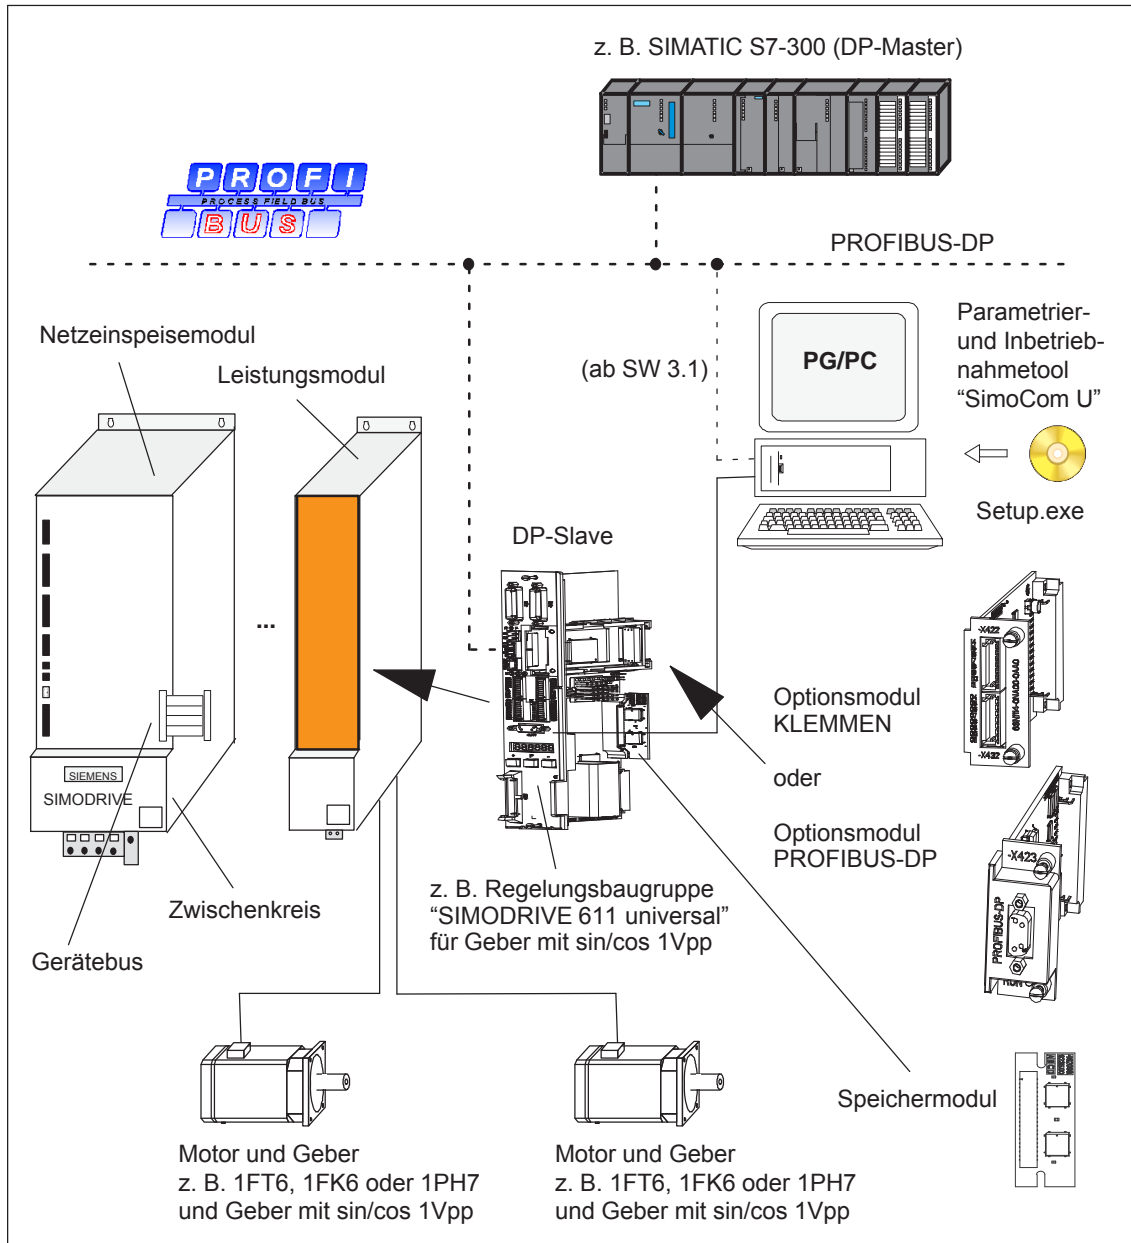 z. B. SIMATIC S7-300 (DP-Master)
PROFI
PROCESS FIELD BUS
BUS
PROFIBUS-DP
Netzeinspeisemodul
Leistungsmodul
(ab SW 3.1)
PG/PC
Parametrier-
und Inbetrieb-
nahmetool
“SimoCom U”
Setup.exe
DP-Slave
...
-X422
-X432
Optionsmodul
KLEMMEN
oder
Optionsmodul
PROFIBUS-DP
-X423
PROFIBUS-DP
SIEMENS
SIMODRIVE
Zwischenkreis
Gerätebus
z. B. Regelungsbaugruppe
“SIMODRIVE 611 universal”
für Geber mit sin/cos 1Vpp
Speichermodul
Motor und Geber
z. B. 1FT6, 1FK6 oder 1PH7
und Geber mit sin/cos 1Vpp
Motor und Geber
z. B. 1FT6, 1FK6 oder 1PH7
und Geber mit sin/cos 1Vpp